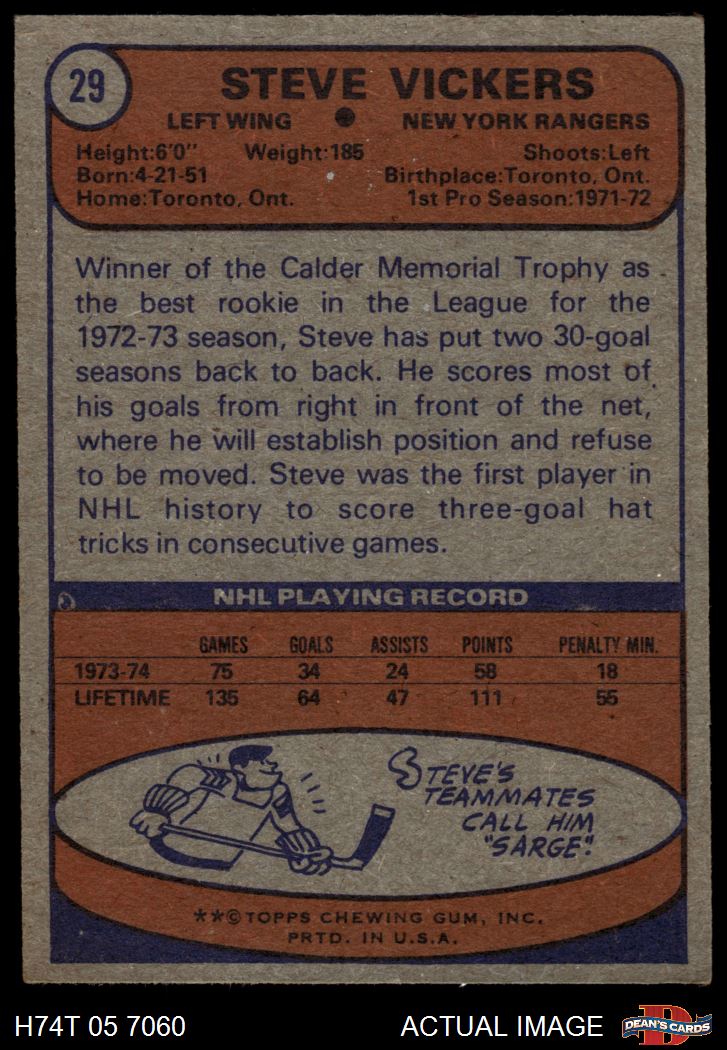 29
STEVE VICKERS
LEFT WING ● NEW YORK RANGERS
Height:6'0" Weight:185 Shoots:Left
Born:4-21-51 Birthplace:Toronto, Ont.
Home:Toronto, Ont. 1st Pro Season:1971-72
Winner of the Calder Memorial Trophy as
the best rookie in the League for the
1972-73 season, Steve has put two 30-goal
seasons back to back. He scores most of
his goals from right in front of the net,
where he will establish position and refuse
to be moved. Steve was the first player in
NHL history to score three-goal hat
tricks in consecutive games.
NHL PLAYING RECORD
GAMES GOALS ASSISTS POINTS PENALTY MIN.
1973-74 75 34 24 58 18
LIFETIME 135 64 47 111 55
STEVE'S
TEAMMATES
CALL HIM
"SARGE".
**©TOPPS CHEWING GUM, INC.
PRTD. IN U.S.A.
H74T 05 7060 ACTUAL IMAGE
D
DEAN'S CARDS